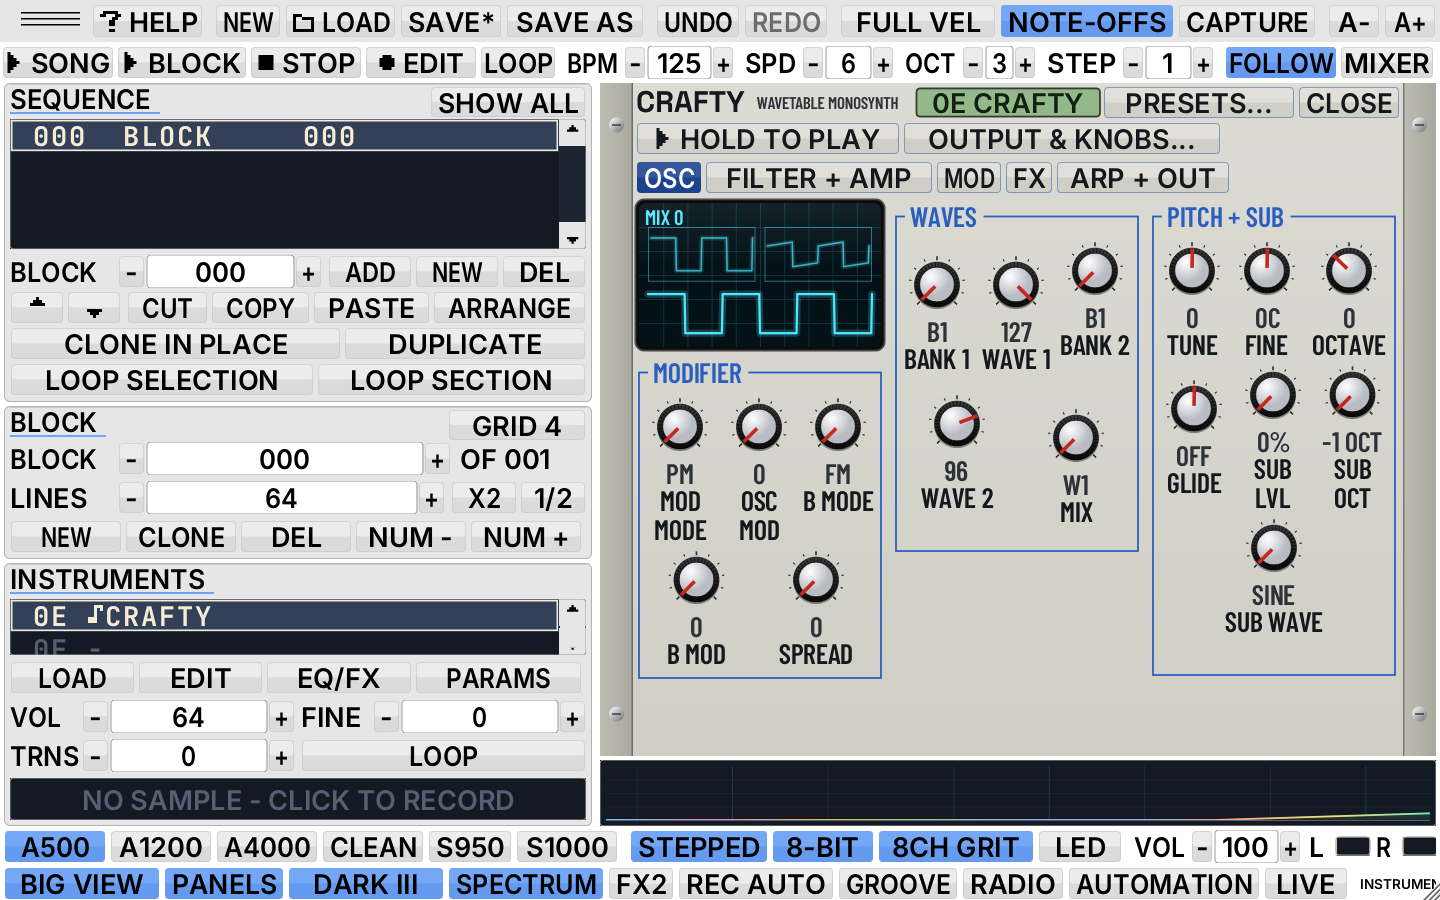 HELP NEW LOAD SAVE* SAVE AS UNDO REDO FULL VEL NOTE-OFFS CAPTURE A- A+
SONG BLOCK STOP EDIT LOOP BPM - 125 + SPD - 6 + OCT - 3 + STEP - 1 + FOLLOW MIXER
SEQUENCE SHOW ALL
000 BLOCK 000
BLOCK - 000 + ADD NEW DEL
CUT COPY PASTE ARRANGE
CLONE IN PLACE DUPLICATE
LOOP SELECTION LOOP SECTION
BLOCK GRID 4
BLOCK - 000 + OF 001
LINES - 64 + X2 1/2
NEW CLONE DEL NUM - NUM +
INSTRUMENTS
0E CRAFTY
0F -
LOAD EDIT EQ/FX PARAMS
VOL - 64 + FINE - 0 +
TRNS - 0 + LOOP
NO SAMPLE - CLICK TO RECORD
CRAFTY WAVETABLE MONOSYNTH 0E CRAFTY PRESETS... CLOSE
HOLD TO PLAY OUTPUT & KNOBS...
OSC FILTER + AMP MOD FX ARP + OUT
MIX 0
MODIFIER
PM 0 FM
MOD OSC B MODE
MODE MOD
0 0
B MOD SPREAD
WAVES
B1 127 B1
BANK 1 WAVE 1 BANK 2
96 W1
WAVE 2 MIX
PITCH + SUB
0 0C 0
TUNE FINE OCTAVE
OFF 0% -1 OCT
GLIDE SUB SUB
LVL OCT
SINE
SUB WAVE
A500 A1200 A4000 CLEAN S950 S1000 STEPPED 8-BIT 8CH GRIT LED VOL - 100 + L R
BIG VIEW PANELS DARK III SPECTRUM FX2 REC AUTO GROOVE RADIO AUTOMATION LIVE